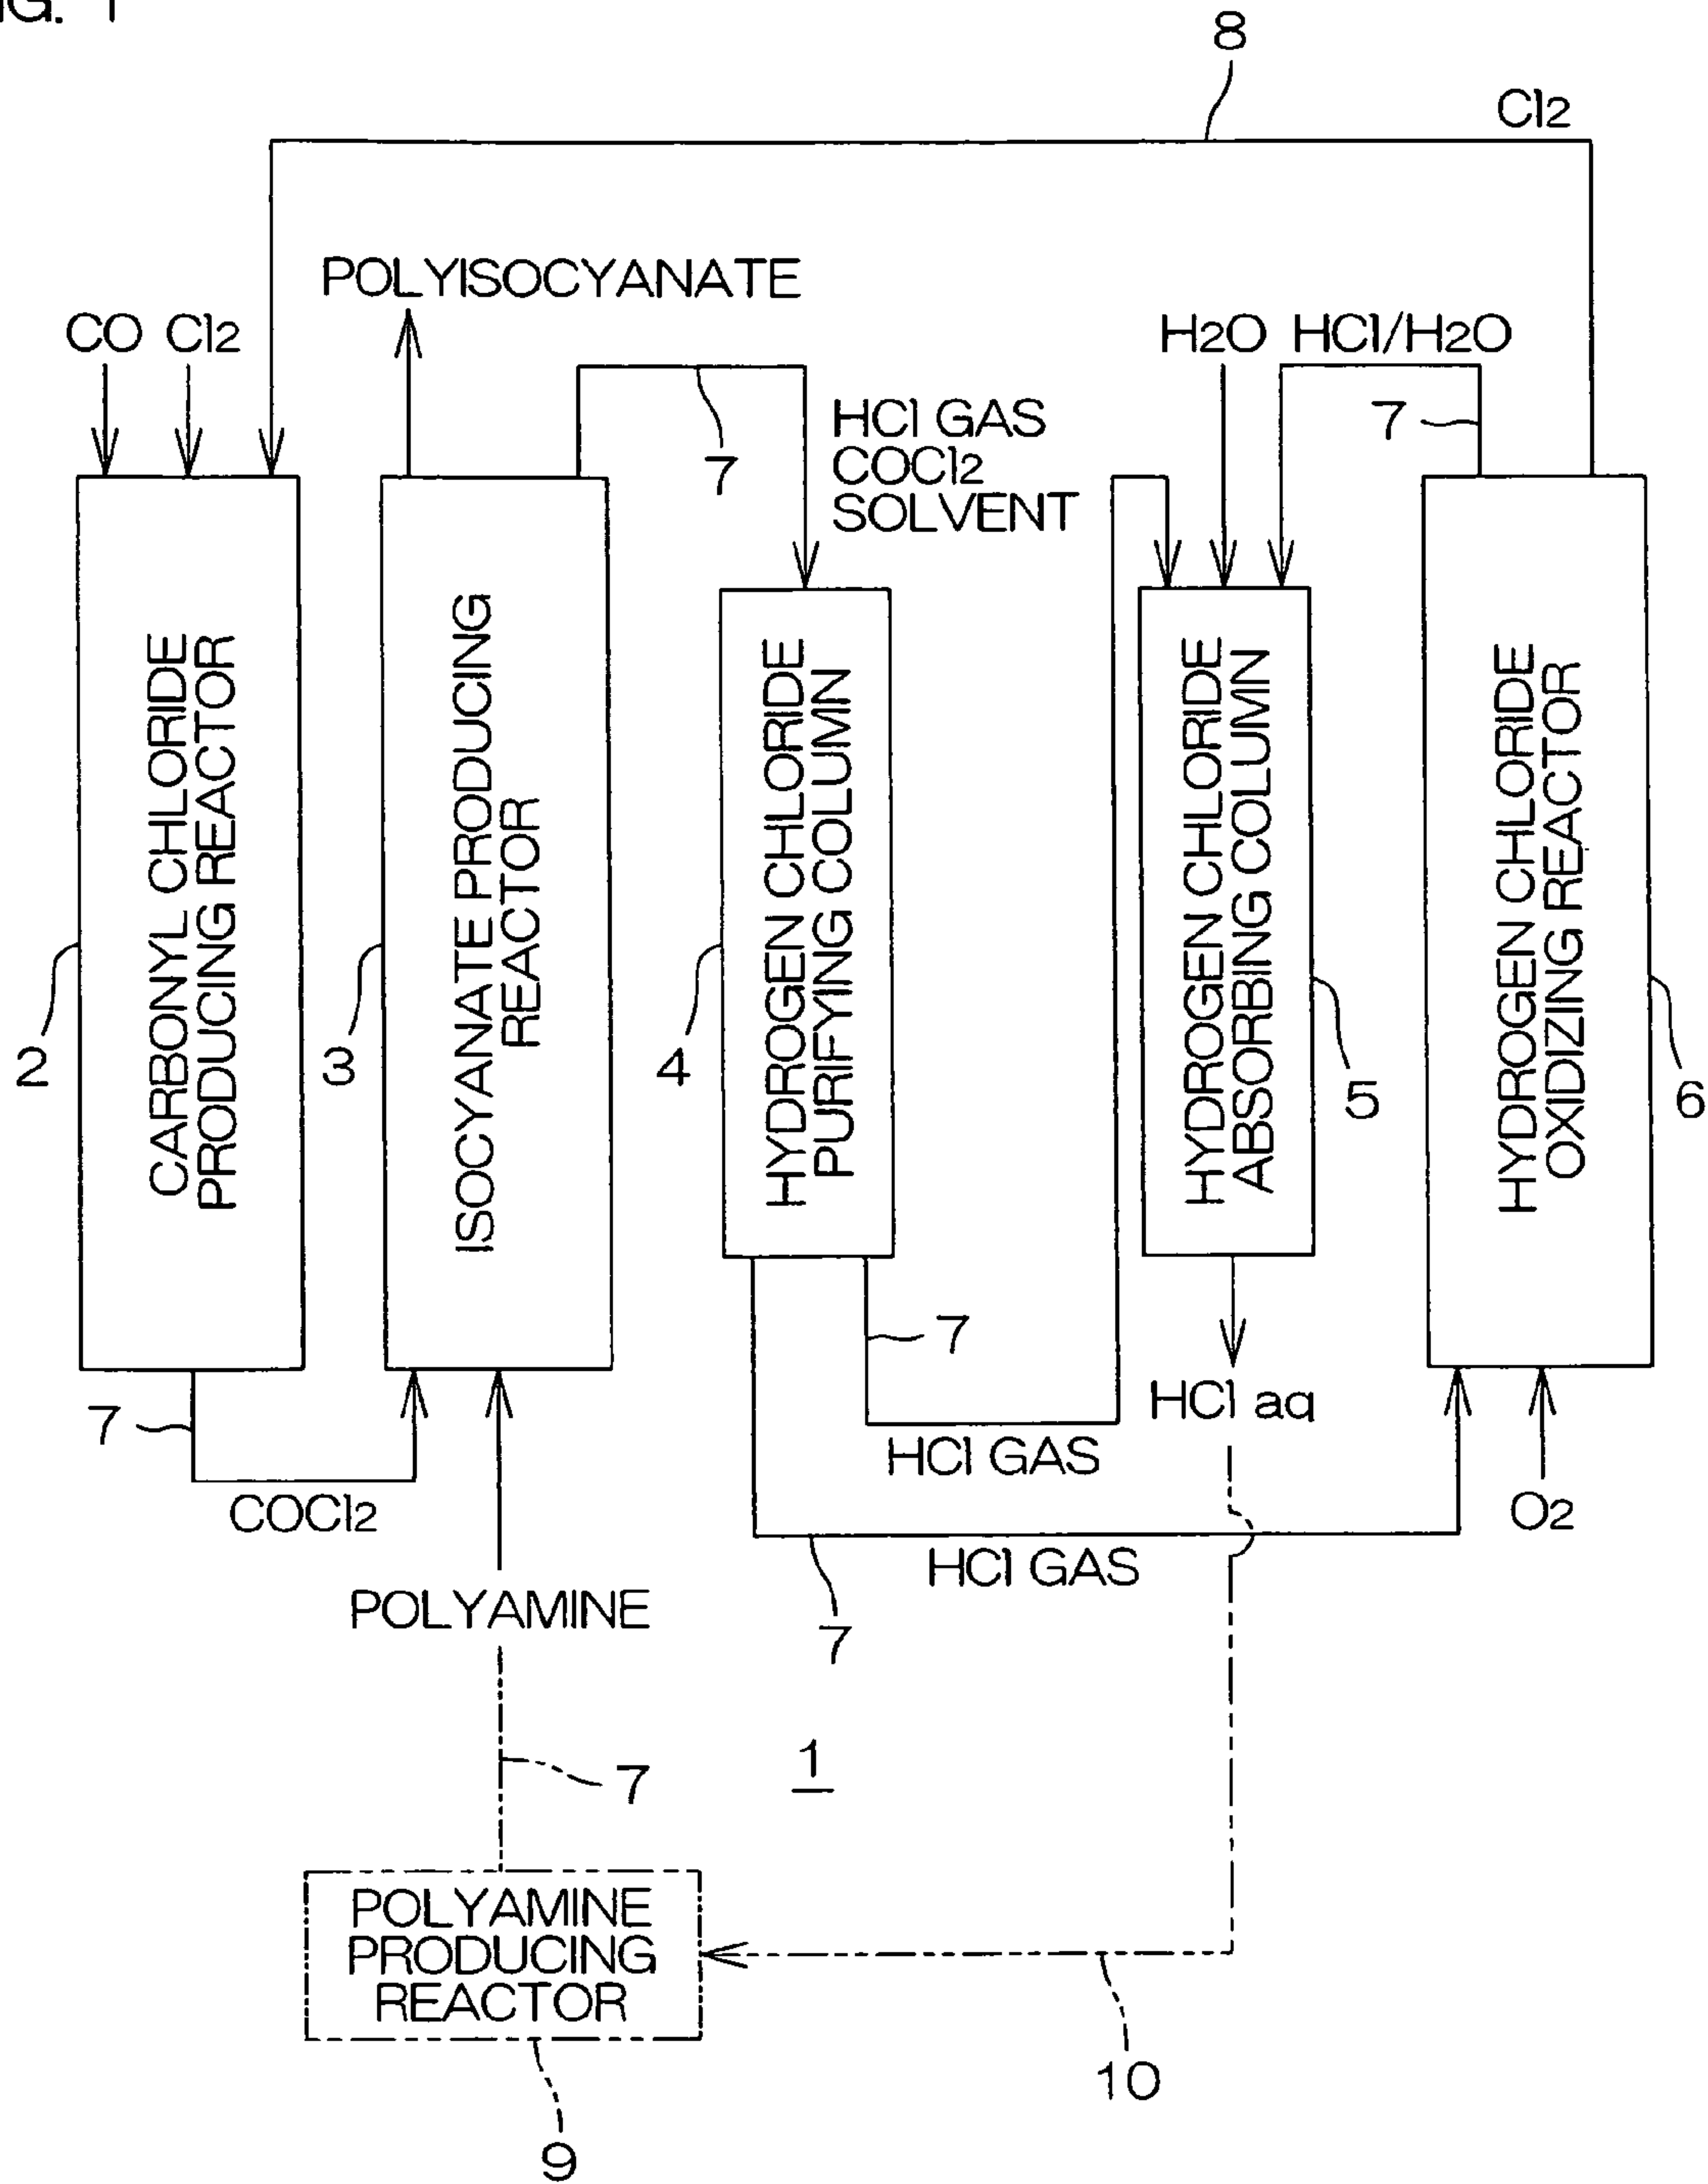 FIG. 1
8
Cl2
POLYISOCYANATE
CO Cl2
H2O HCl/H2O
7
HCl GAS
COCl2
SOLVENT
7
CARBONYL CHLORIDE
PRODUCING REACTOR
ISOCYANATE PRODUCING
REACTOR
HYDROGEN CHLORIDE
PURIFYING COLUMN
HYDROGEN CHLORIDE
ABSORBING COLUMN
HYDROGEN CHLORIDE
OXIDIZING REACTOR
2
3
4
5
6
7
7
HCl aq
HCl GAS
COCl2
O2
HCl GAS
POLYAMINE
7
1
7
POLYAMINE
PRODUCING
REACTOR
10
9